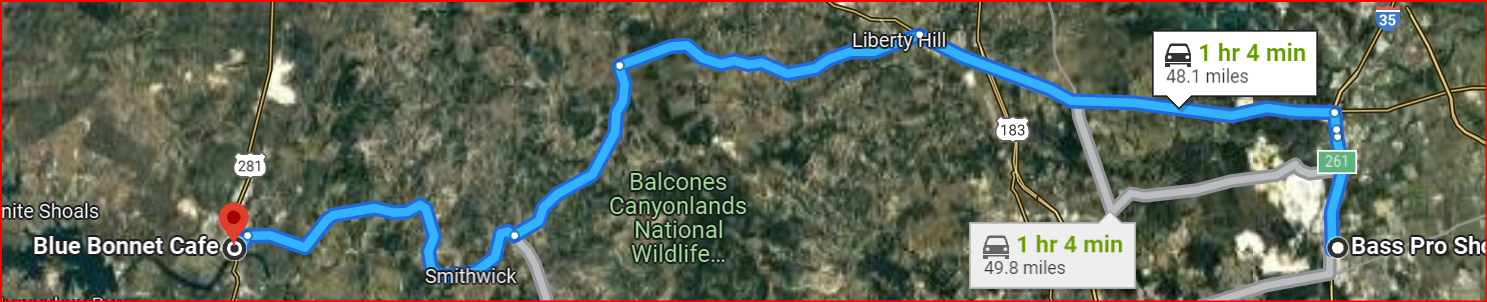 35
Liberty Hill
1 hr 4 min
48.1 miles
183
281
261
Balcones
Canyonlands
National
Wildlife...
nite Shoals
Blue Bonnet Cafe
1 hr 4 min
49.8 miles
Bass Pro Sho
Smithwick